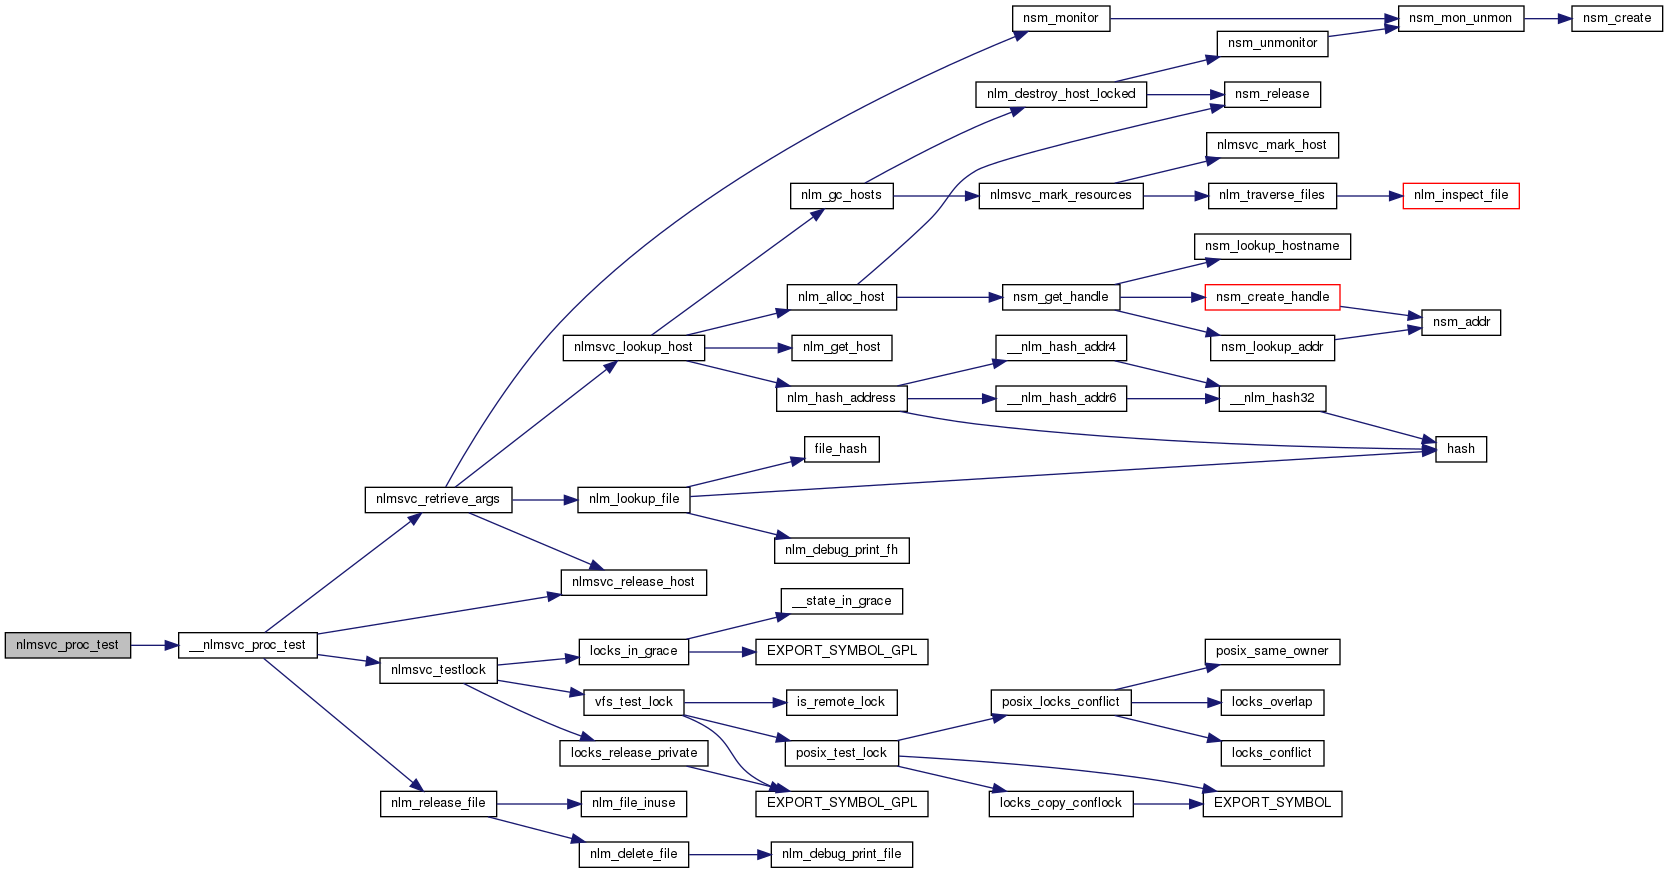 nsm_monitor
nsm_mon_unmon
nsm_create
nsm_unmonitor
nlm_destroy_host_locked
nsm_release
nlmsvc_mark_host
nlm_gc_hosts
nlmsvc_mark_resources
nlm_traverse_files
nlm_inspect_file
nsm_lookup_hostname
nlm_alloc_host
nsm_get_handle
nsm_create_handle
nsm_addr
nlmsvc_lookup_host
nlm_get_host
__nlm_hash_addr4
nsm_lookup_addr
nlm_hash_address
__nlm_hash_addr6
__nlm_hash32
file_hash
hash
nlmsvc_retrieve_args
nlm_lookup_file
nlm_debug_print_fh
nlmsvc_release_host
__state_in_grace
nlmsvc_proc_test
__nlmsvc_proc_test
locks_in_grace
EXPORT_SYMBOL_GPL
posix_same_owner
nlmsvc_testlock
vfs_test_lock
is_remote_lock
posix_locks_conflict
locks_overlap
locks_release_private
posix_test_lock
locks_conflict
nlm_release_file
nlm_file_inuse
EXPORT_SYMBOL_GPL
locks_copy_conflock
EXPORT_SYMBOL
nlm_delete_file
nlm_debug_print_file